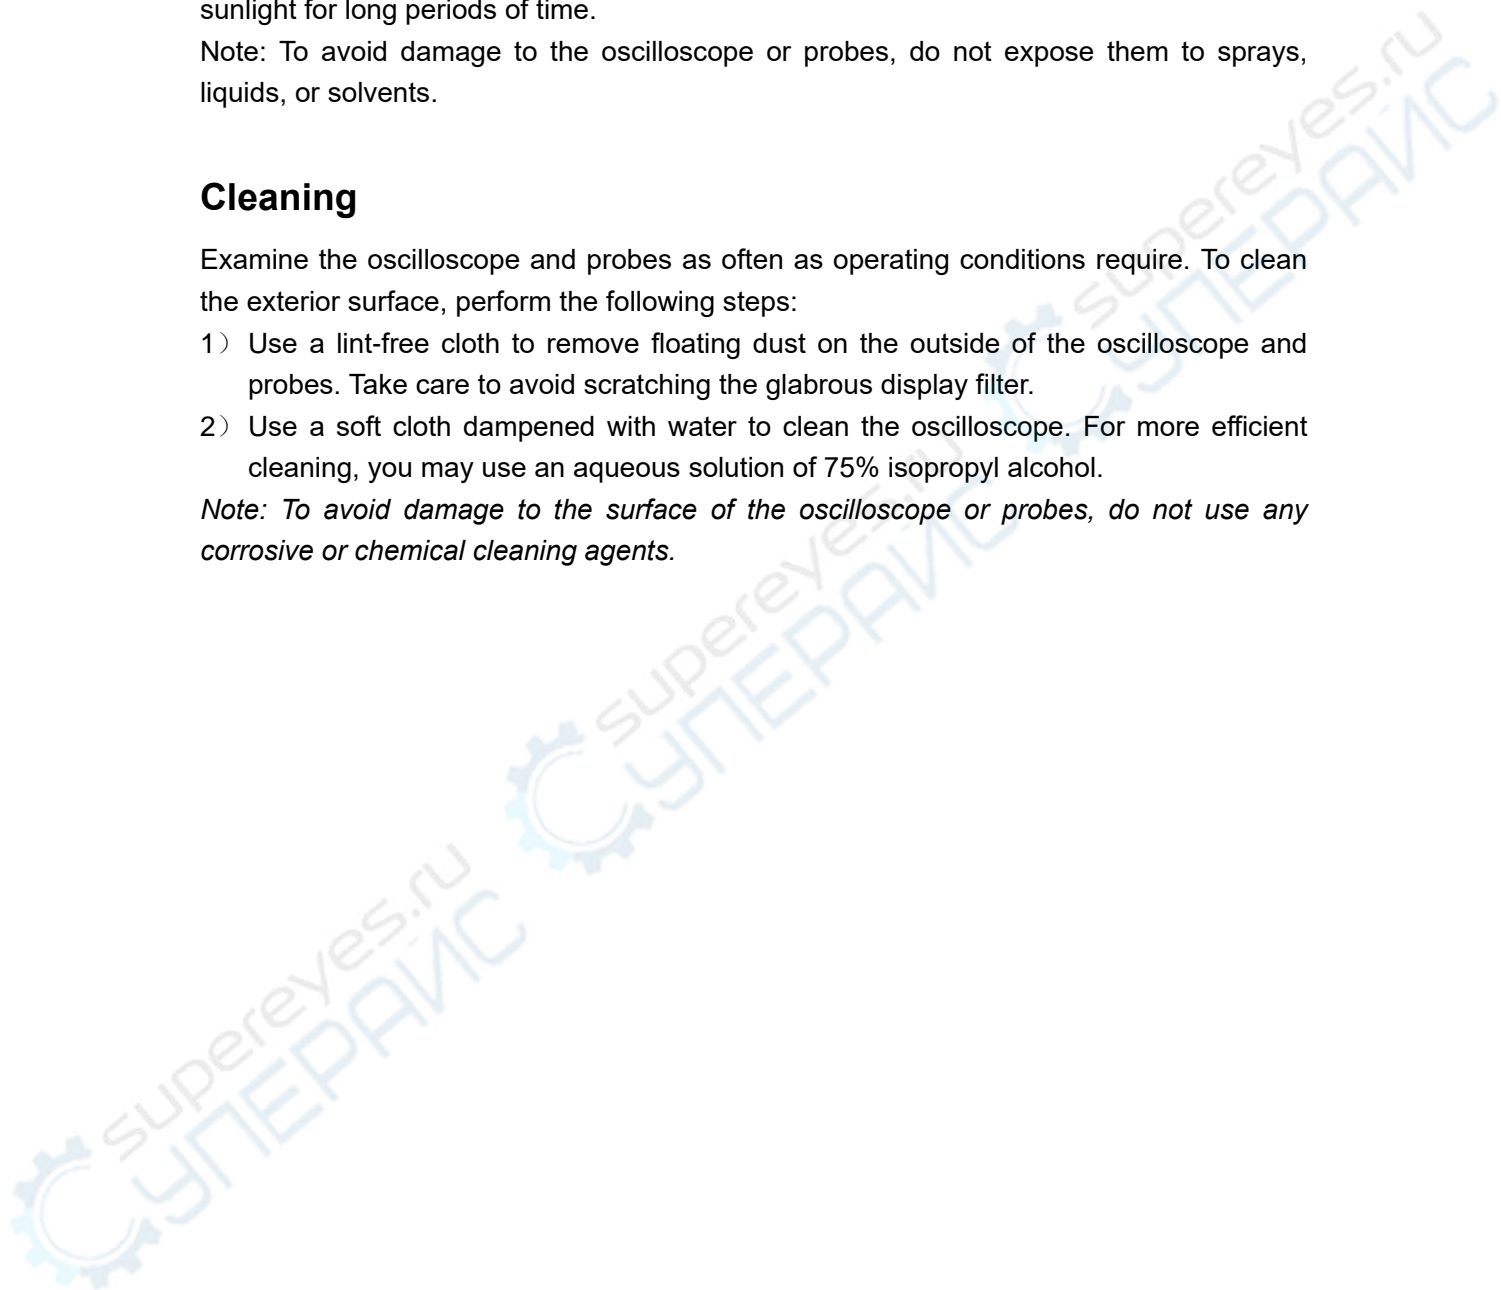 sunlight for long periods of time.
Note: To avoid damage to the oscilloscope or probes, do not expose them to sprays,
liquids, or solvents.
Cleaning
Examine the oscilloscope and probes as often as operating conditions require. To clean
the exterior surface, perform the following steps:
1） Use a lint-free cloth to remove floating dust on the outside of the oscilloscope and
probes. Take care to avoid scratching the glabrous display filter.
2） Use a soft cloth dampened with water to clean the oscilloscope. For more efficient
cleaning, you may use an aqueous solution of 75% isopropyl alcohol.
Note: To avoid damage to the surface of the oscilloscope or probes, do not use any
corrosive or chemical cleaning agents.
supereyes.ru
СУПЕРАЙС
supereyes.ru
СУПЕРАЙС
supereyes.ru
СУПЕРАЙС